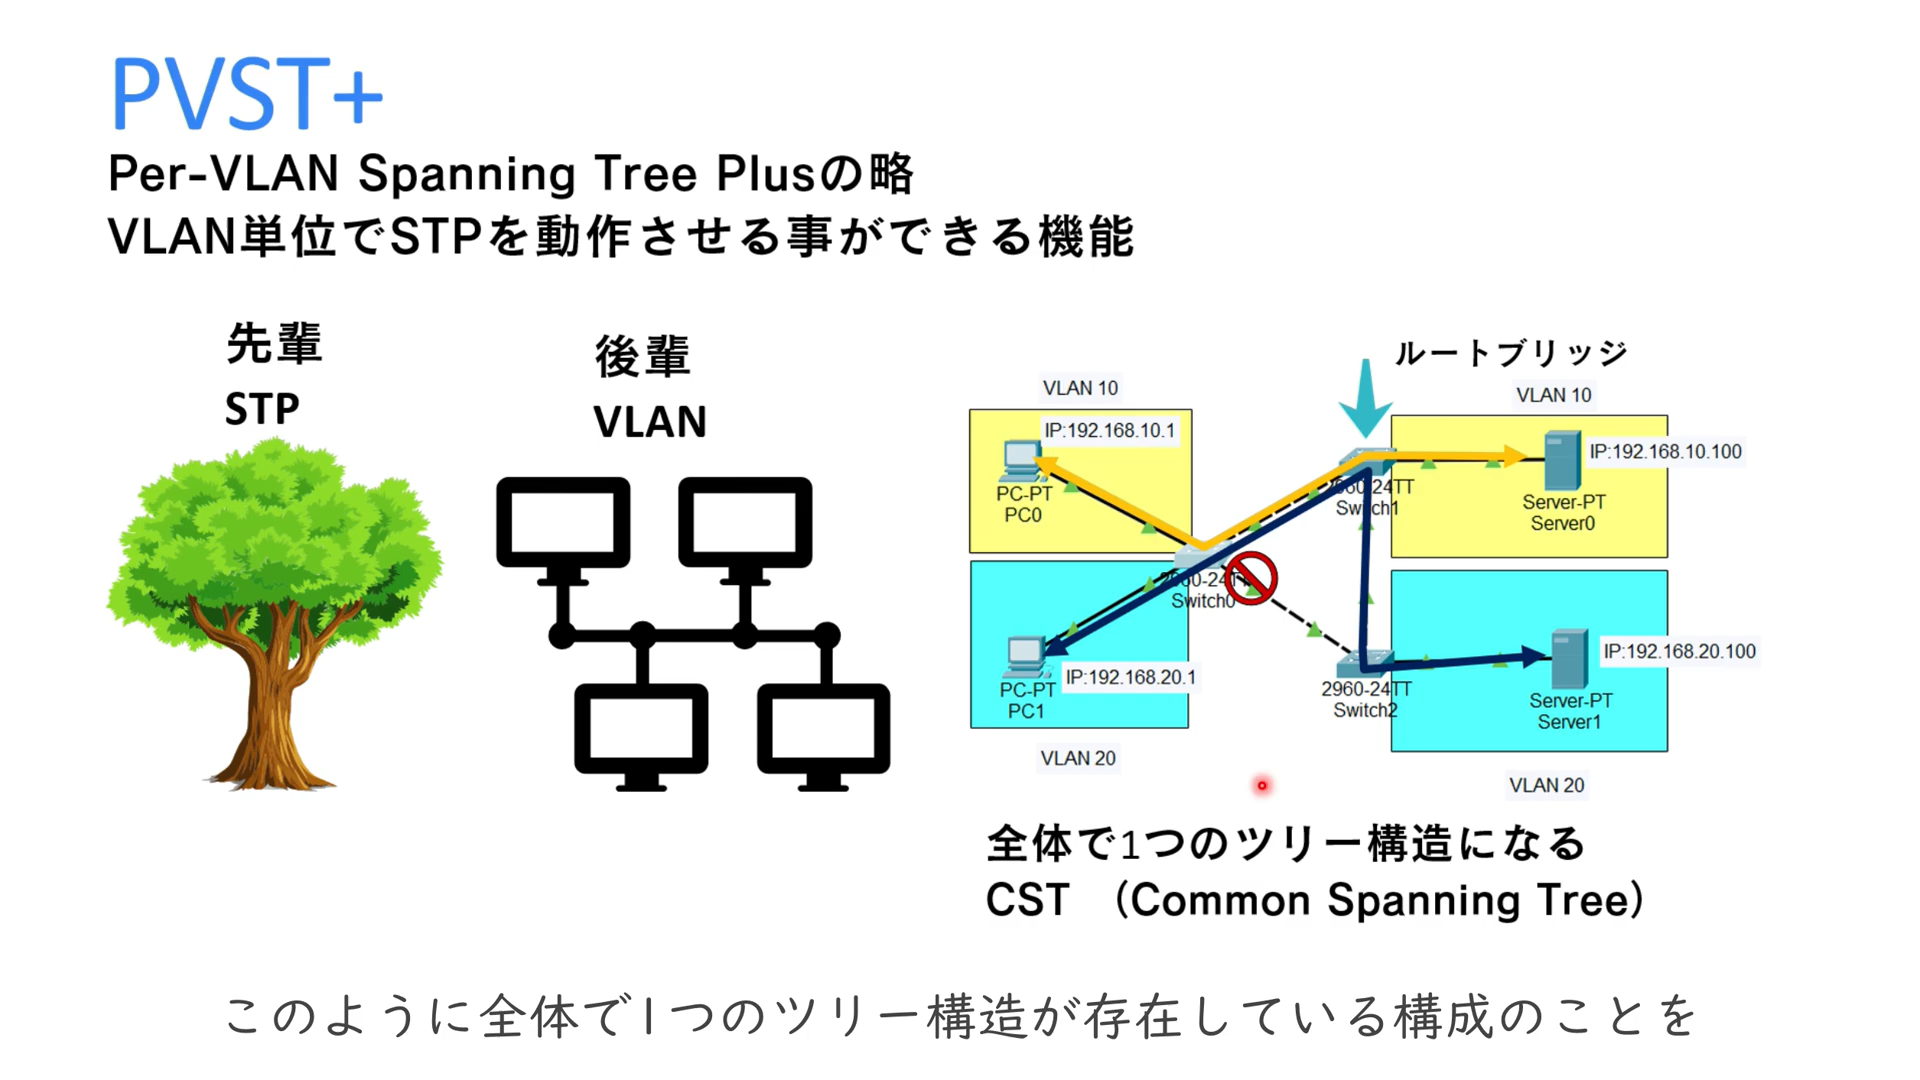 PVST+
Per-VLAN Spanning Tree Plusの略
VLAN単位でSTPを動作させる事ができる機能
先輩
STP
後輩
VLAN
ルートブリッジ
VLAN 10
IP:192.168.10.1
PC-PT
PC0
VLAN 10
IP:192.168.10.100
Server-PT
Server0
2960-24TT
Switch1
2960-24TT
Switch0
IP:192.168.20.1
PC-PT
PC1
VLAN 20
2960-24TT
Switch2
IP:192.168.20.100
Server-PT
Server1
VLAN 20
全体で1つのツリー構造になる
CST （Common Spanning Tree）
このように全体で1つのツリー構造が存在している構成のことを